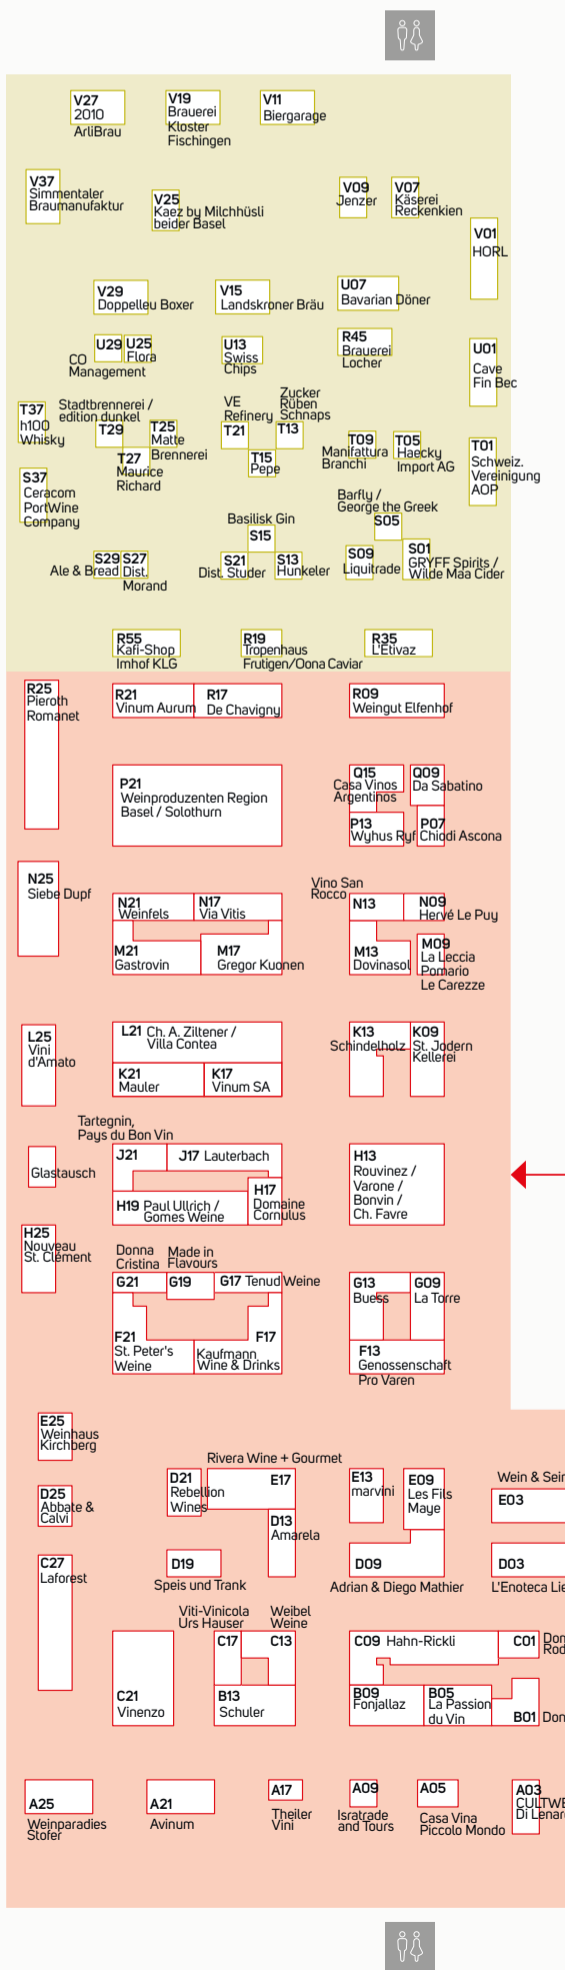 V27
2010
ArliBrau
V19
Brauerei
Kloster
Fischingen
V11
Biergarage
V37
Simmentaler
Braumanufaktur
V25
Kaez by Milchhüsli
beider Basel
V09
Jenzer
V07
Käserei
Reckenkien
V01
HORL
V29
Doppelleu Boxer
V15
Landskroner Bräu
U07
Bavarian Döner
U29
CO
Management
U25
Flora
U13
Swiss
Chips
R45
Brauerei
Locher
U01
Cave
Fin Bec
T37
h100
Whisky
Stadtbrennerei /
edition dunkel
T29
T25
Matte
Brennerei
T27
Maurice
Richard
VE
Refinery
T21
Zucker
Rüben
Schnaps
T13
T15
Pepe
T09
Manifattura
Branchi
T05
Haecky
Import AG
T01
Schweiz.
Vereinigung
AOP
S37
Ceracom
PortWine
Company
Basilisk Gin
S15
Barfly /
George the Greek
S05
Ale & Bread
S29
S27
Dist.
Morand
S21
Dist. Studer
S13
Hunkeler
S09
Liquitrade
S01
GRYFF Spirits /
Wilde Maa Cider
R55
Kafi-Shop
Imhof KLG
R19
Tropenhaus
Frutigen/Oona Caviar
R35
L'Etivaz
R25
Pieroth
Romanet
R21
Vinum Aurum
R17
De Chavigny
R09
Weingut Elfenhof
P21
Weinproduzenten Region
Basel / Solothurn
Q15
Casa Vinos
Argentinos
Q09
Da Sabatino
P13
Wyhus Ryf
P07
Chiodi Ascona
N25
Siebe Dupf
N21
Weinfels
N17
Via Vitis
Vino San
Rocco
N13
N09
Hervé Le Puy
M21
Gastrovin
M17
Gregor Kuonen
M13
Dovinasol
M09
La Leccia
Pomario
Le Carezze
L25
Vini
d'Amato
L21 Ch. A. Ziltener /
Villa Contea
K21
Mauler
K17
Vinum SA
K13
Schindelholz
K09
St. Jodern
Kellerei
Tartegnin,
Pays du Bon Vin
J21
J17 Lauterbach
Glastausch
H19 Paul Ullrich /
Gomes Weine
H17
Domaine
Cornulus
H13
Rouvinez /
Varone /
Bonvin /
Ch. Favre
H25
Nouveau
St. Clément
Donna
Cristina
G21
Made in
Flavours
G19
G17 Tenud Weine
G13
Buess
G09
La Torre
F21
St. Peter's
Weine
F17
Kaufmann
Wine & Drinks
F13
Genossenschaft
Pro Varen
E25
Weinhaus
Kirchberg
Rivera Wine + Gourmet
E17
D21
Rebellion
Wines
E13
marvini
E09
Les Fils
Maye
Wein & Sein
E03
D25
Abbate &
Calvi
D13
Amarela
D19
Speis und Trank
D09
Adrian & Diego Mathier
D03
L'Enoteca Lie
C27
Laforest
Viti-Vinicola
Urs Hauser
C17
Weibel
Weine
C13
C09 Hahn-Rickli
C01
Don
Rod
C21
Vinenzo
B13
Schuler
B09
Fonjallaz
B05
La Passion
du Vin
B01 Don
A25
Weinparadies
Stofer
A21
Avinum
A17
Theiler
Vini
A09
Isratrade
and Tours
A05
Casa Vina
Piccolo Mondo
A03
CULTWE
Di Lenar